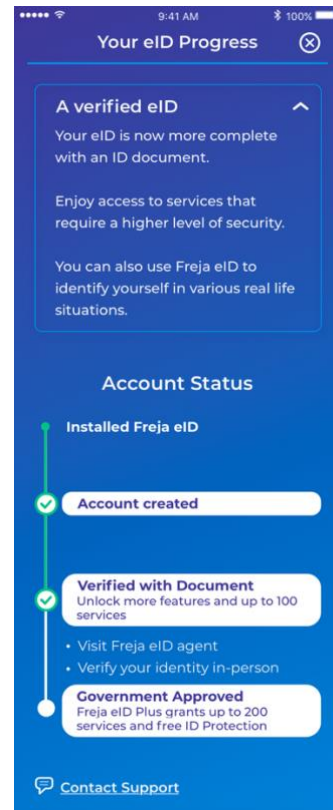 9:41 AM
100%
Your eID Progress
A verified eID
Your eID is now more complete
with an ID document.
Enjoy access to services that
require a higher level of security.
You can also use Freja eID to
identify yourself in various real life
situations.
Account Status
Installed Freja eID
Account created
Verified with Document
Unlock more features and up to 100
services
• Visit Freja eID agent
• Verify your identity in-person
Government Approved
Freja eID Plus grants up to 200
services and free ID Protection
Contact Support